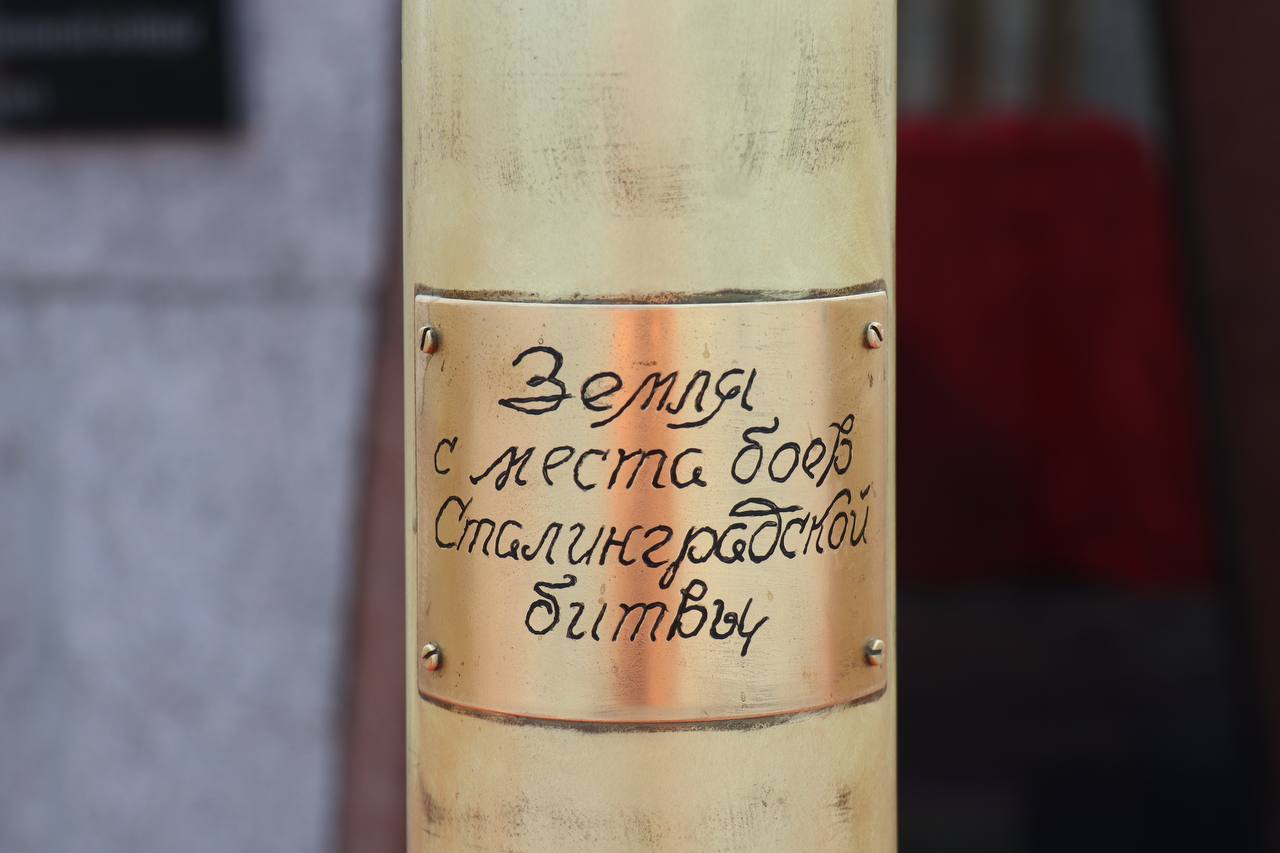 Земля
с места боев
Сталинградской
битвы